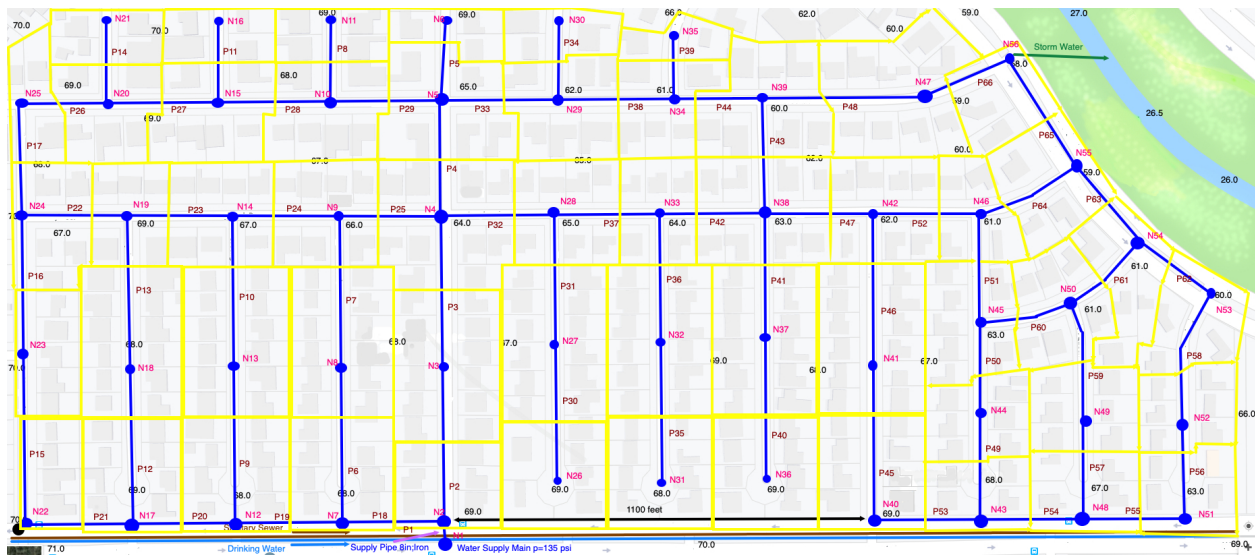 70.0 N21 N16 69.0 N11 N6 69.0 N30 66.0 62.0 59.0 27.0
70.0 N35 60.0
P14 P11 P8 P34 P39 N56 Storm Water
P5 58.0
69.0 68.0 65.0 62.0 61.0 N39 N47 P66
N25 N20 N15 N10 N5 N29 N34 60.0 59.0 26.5
P26 P27 69.0 P28 P29 P33 P38 P44 P48
P17 P43 P65
68.0 67.0 P4 65.0 62.0 60.0 N55
59.0 26.0
N24 P22 N19 P23 N14 P24 N9 P25 N4 N28 N33 N38 N42 N46 P64 P63
67.0 69.0 67.0 66.0 64.0 P32 65.0 P37 64.0 P42 63.0 P47 62.0 P52 61.0 N54
61.0
P16 P13 P10 P7 P3 P31 P36 P41 P51 P61 P62
N50 60.0
P46 N45 61.0 N53
63.0 P60
68.0 68.0 67.0 N32 N37
N23 N27 69.0 P50 P58
70.0 N18 N13 N8 N3 68.0 N41 67.0 P59
P30 N44 N49 N52 66.0
P15 P12 P9 P6 P35 P40 P45 P49 P57 P56
P2 N26 N31 N36 68.0 67.0 63.0
69.0 68.0 68.0 69.0 68.0 69.0
N22 N17 N12 N7 N2 69.0 1100 feet N40 N43 N48 N51
P21 P20 P19 P18 69.0 P53 P54 P55
Sanitary Sewer P1 N1
71.0 Drinking Water Supply Pipe 8in;Iron Water Supply Main p=135 psi 70.0 69.0